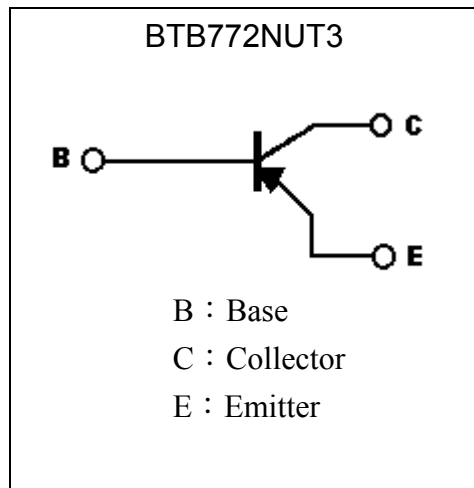 BTB772NUT3
C
B
E
B：Base
C：Collector
E：Emitter